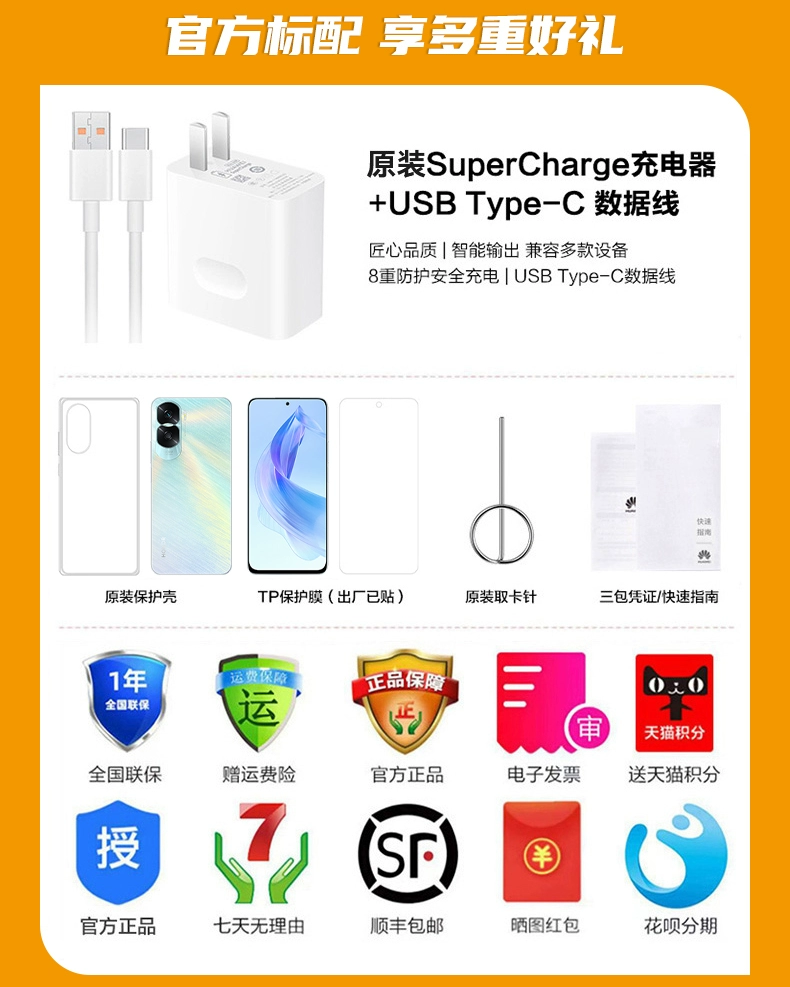 官方标配 享多重好礼
原装SuperCharge充电器
+USB Type-C 数据线
匠心品质 | 智能输出 兼容多款设备
8重防护安全充电 | USB Type-C数据线
快速
指南
HUAWEI
原装保护壳
TP保护膜（出厂已贴）
原装取卡针
三包凭证/快速指南
1年
全国联保
运费保障
运
正品保障
正
审
天猫积分
全国联保
赠运费险
官方正品
电子发票
送天猫积分
授
7
SF
¥
官方正品
七天无理由
顺丰包邮
晒图红包
花呗分期